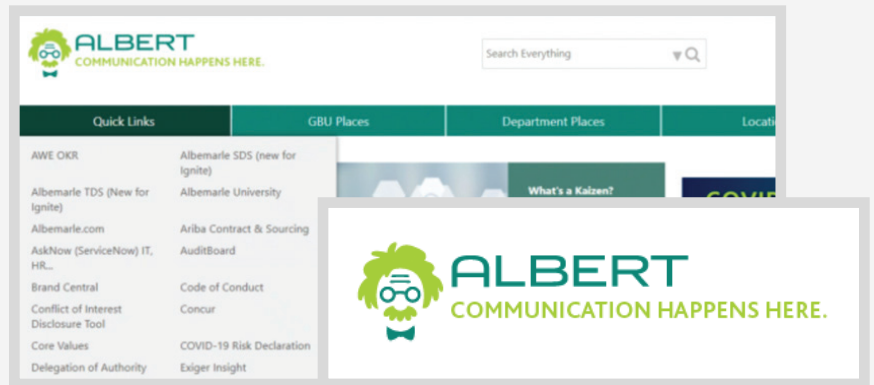 ALBERT
COMMUNICATION HAPPENS HERE.
Search Everything
Quick Links
GBU Places
Department Places
Locati
AWE OKR
Albemarle SDS (new for
Ignite)
Albemarle TDS (New for
Ignite)
Albemarle University
Albemarle.com
Ariba Contract & Sourcing
AskNow (ServiceNow) IT,
HR...
AuditBoard
Brand Central
Code of Conduct
Conflict of Interest
Disclosure Tool
Concur
Core Values
COVID-19 Risk Declaration
Delegation of Authority
Exiger Insight
What's a Kaizen?
COVID
ALBERT
COMMUNICATION HAPPENS HERE.